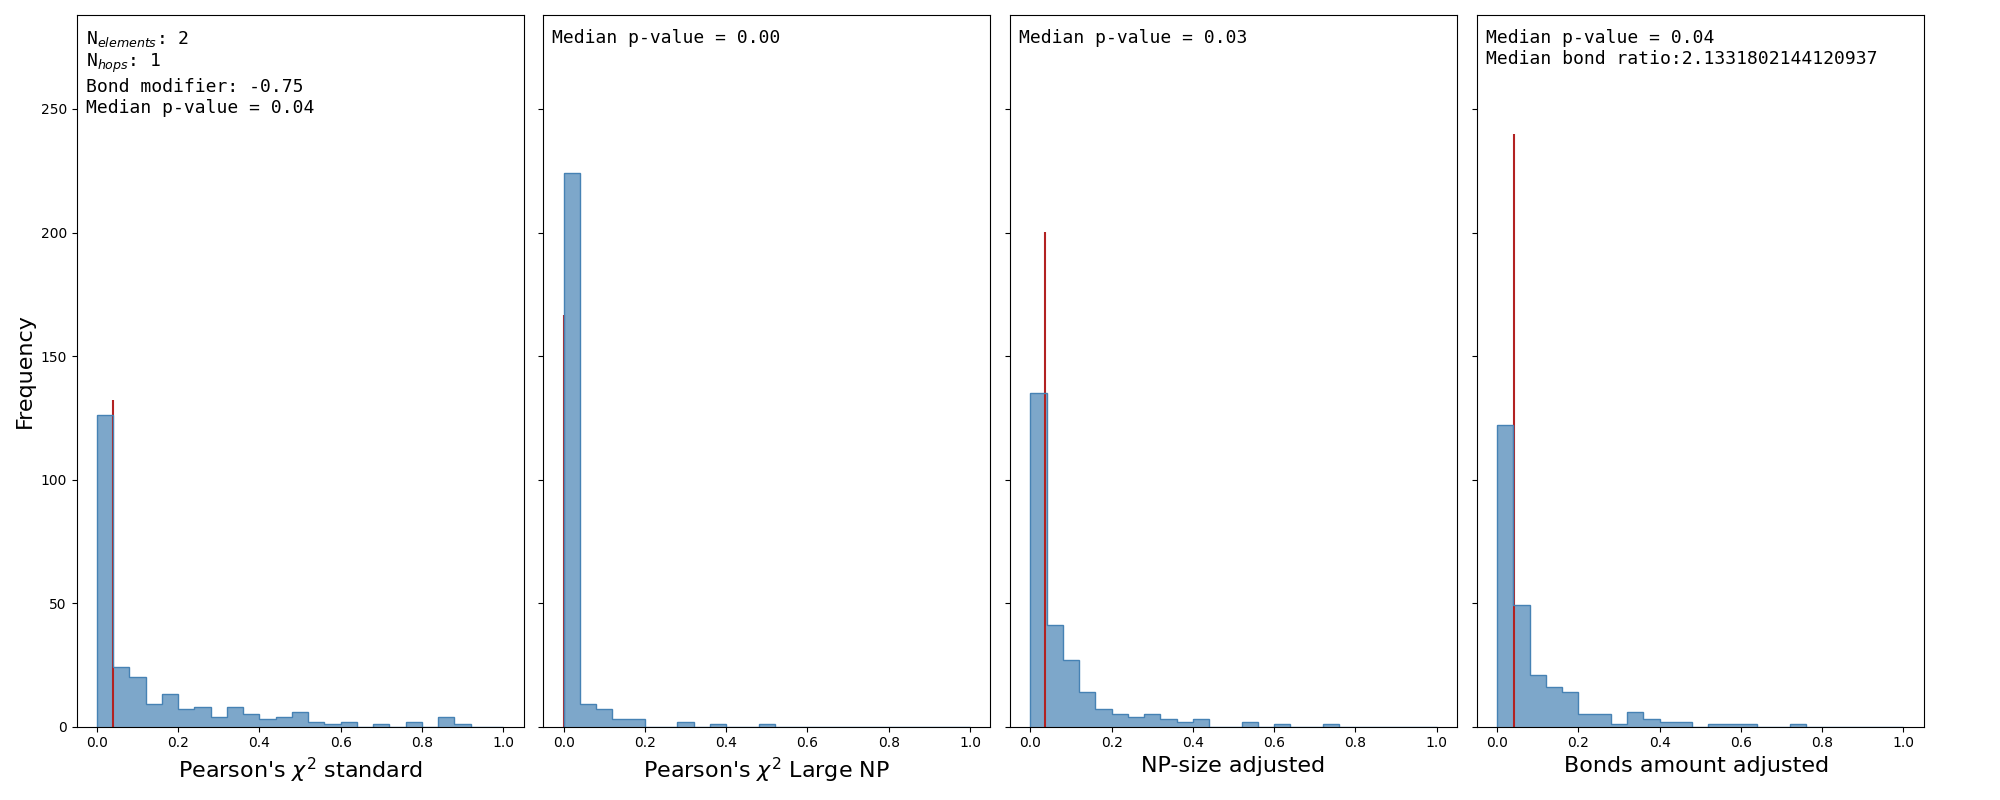 N_elements: 2
N_hops: 1
Bond modifier: -0.75
Median p-value = 0.04
Median p-value = 0.00
Median p-value = 0.03
Median p-value = 0.04
Median bond ratio:2.1331802144120937
Frequency
250
200
150
100
50
0
0.0 0.2 0.4 0.6 0.8 1.0
0.0 0.2 0.4 0.6 0.8 1.0
0.0 0.2 0.4 0.6 0.8 1.0
0.0 0.2 0.4 0.6 0.8 1.0
Pearson's χ² standard
Pearson's χ² Large NP
NP-size adjusted
Bonds amount adjusted